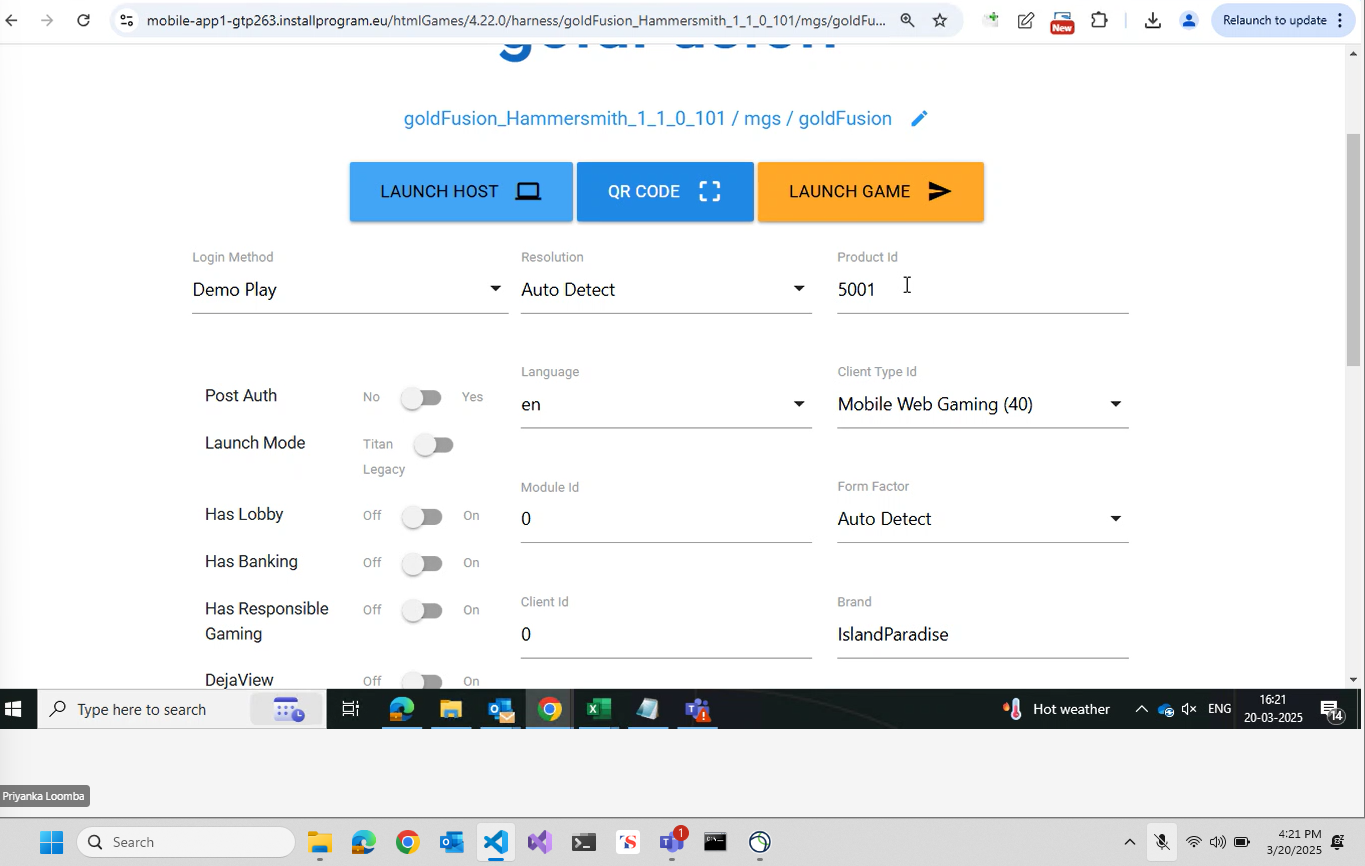 mobile-app1-gtp263.installprogram.eu/htmlGames/4.22.0/harness/goldFusion_Hammersmith_1_1_0_101/mgs/goldFu...
New
Relaunch to update
goldFusion
goldFusion_Hammersmith_1_1_0_101 / mgs / goldFusion
LAUNCH HOST QR CODE LAUNCH GAME
Login Method Resolution Product Id
Demo Play Auto Detect 5001
Language Client Type Id
Post Auth No Yes en Mobile Web Gaming (40)
Launch Mode Titan
Legacy
Module Id Form Factor
Has Lobby Off On 0 Auto Detect
Has Banking Off On
Has Responsible Off On Client Id Brand
Gaming 0 IslandParadise
DejaView Off On
Type here to search Hot weather ENG 16:21
20-03-2025 14
Priyanka Loomba
Search 1 4:21 PM
3/20/2025